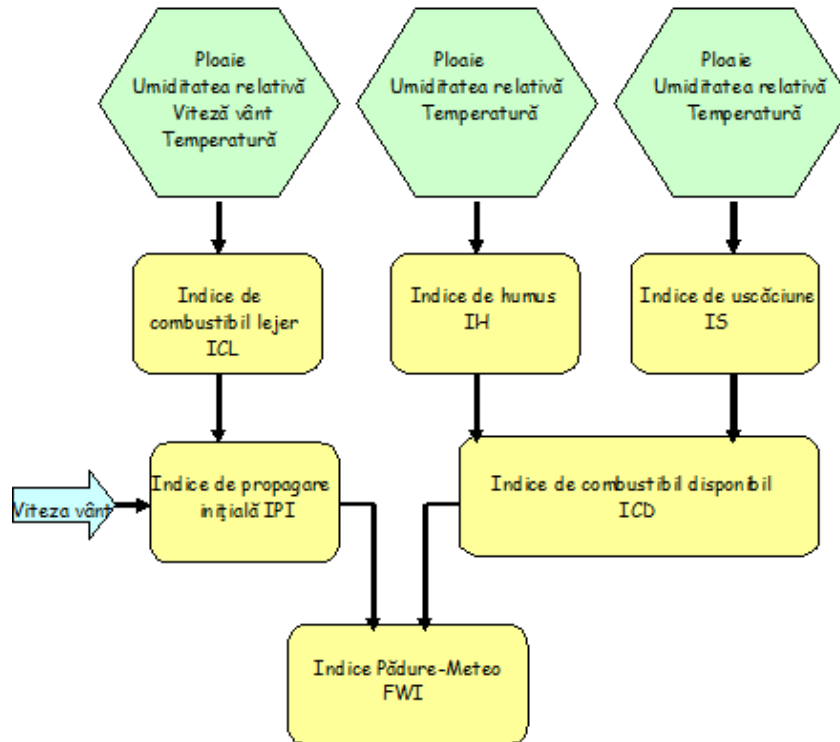 Ploaie
Umiditatea relativă
Viteză vânt
Temperatură
Ploaie
Umiditatea relativă
Temperatură
Ploaie
Umiditatea relativă
Temperatură
Indice de
combustibil lejer
ICL
Indice de humus
IH
Indice de uscăciune
IS
Viteza vânt
Indice de propagare
inițială IPI
Indice de combustibil disponibil
ICD
Indice Pădure-Meteo
FWI